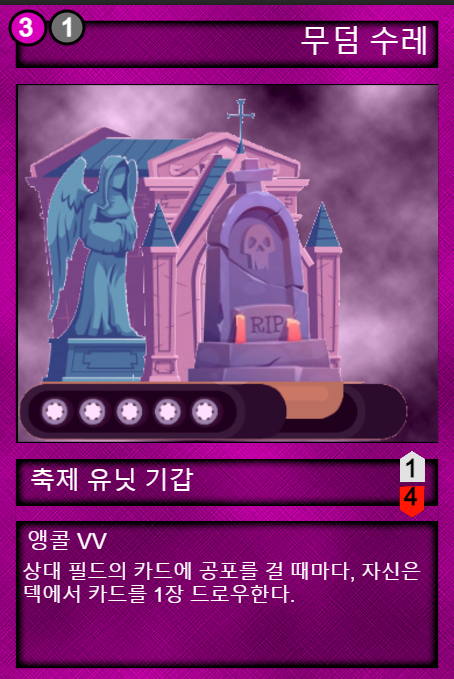 3 1
무덤 수레
RIP
축제 유닛 기갑
1
4
앵콜 VV
상대 필드의 카드에 공포를 걸 때마다, 자신은
덱에서 카드를 1장 드로우한다.